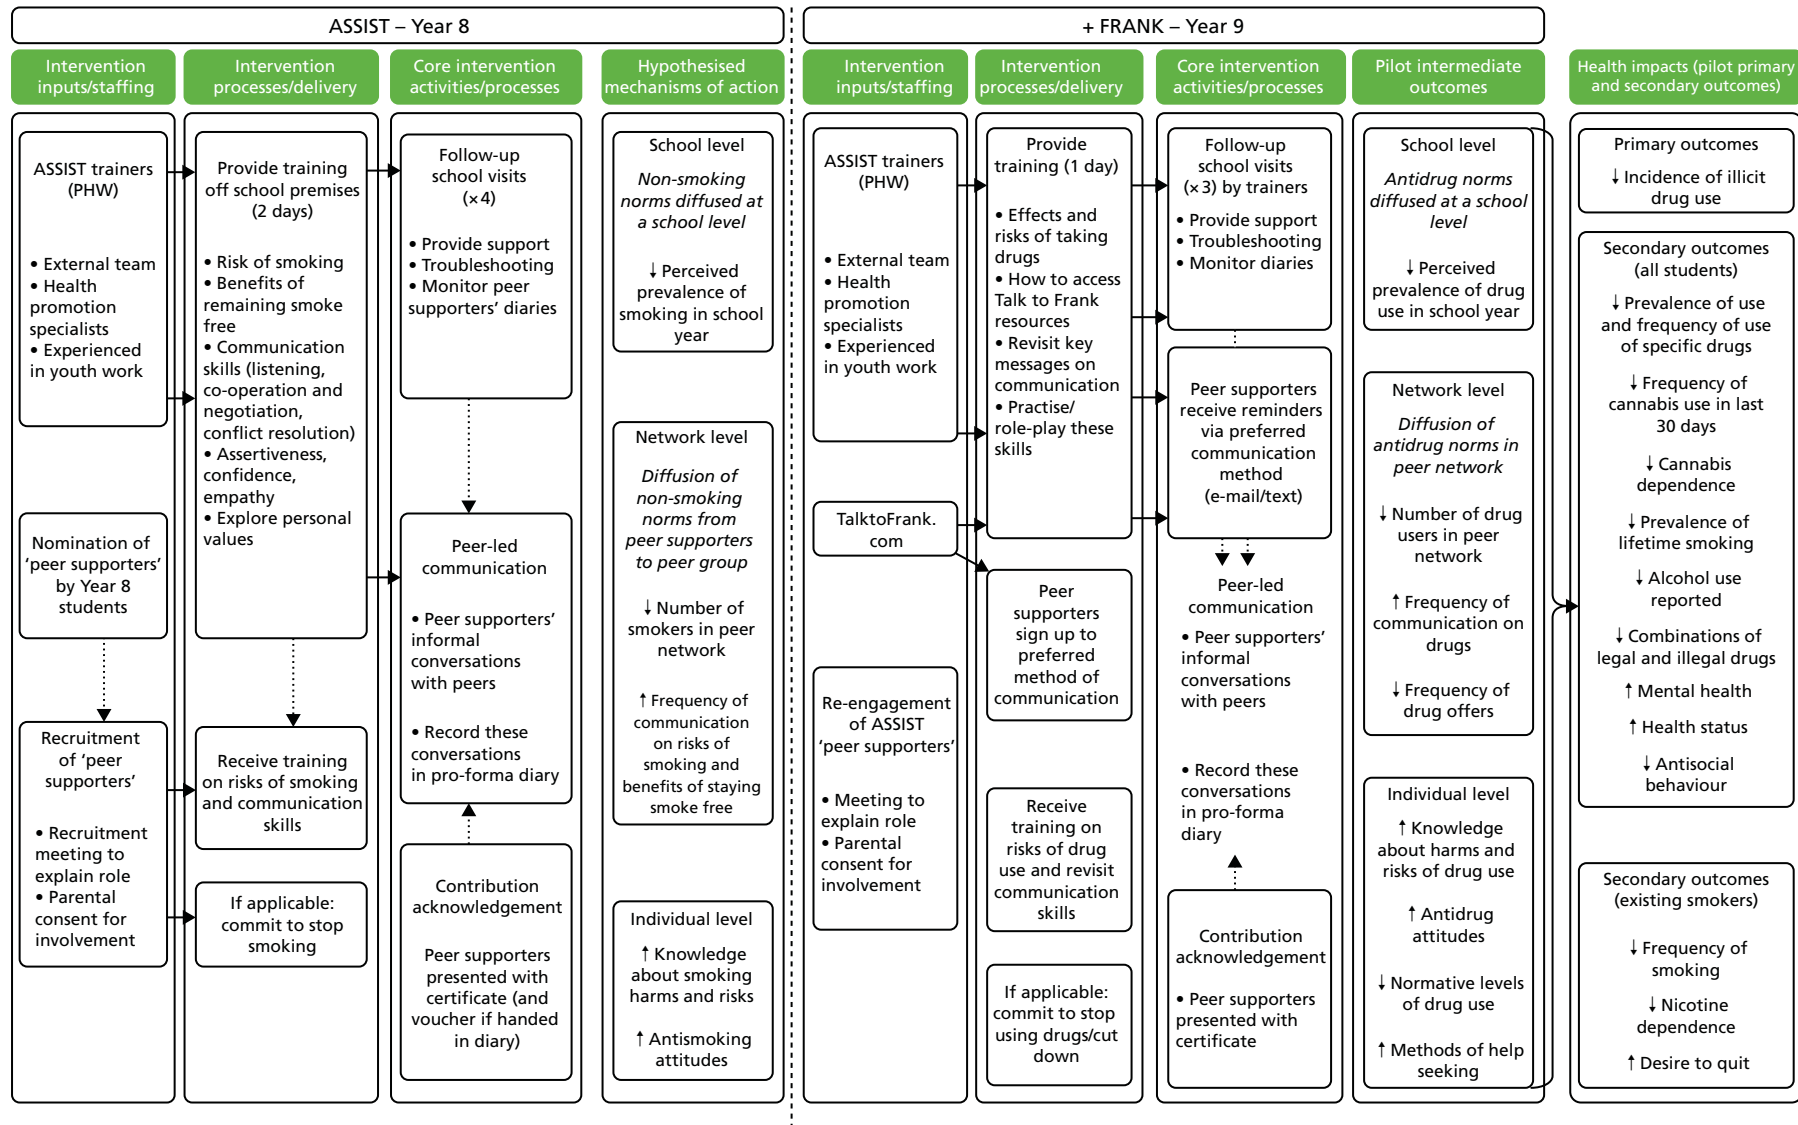 ASSIST – Year 8
Intervention
inputs/staffing
Intervention
processes/delivery
Core intervention
activities/processes
Hypothesised
mechanisms of action
ASSIST trainers
(PHW)
• External team
• Health
promotion
specialists
• Experienced
in youth work
Nomination of
‘peer supporters’
by Year 8
students
Recruitment
of ‘peer
supporters’
• Recruitment
meeting to
explain role
• Parental
consent for
involvement
Provide training
off school premises
(2 days)
• Risk of smoking
• Benefits of
remaining smoke
free
• Communication
skills (listening,
co-operation and
negotiation,
conflict resolution)
• Assertiveness,
confidence,
empathy
• Explore personal
values
Receive training
on risks of smoking
and communication
skills
If applicable:
commit to stop
smoking
Follow-up
school visits
(×4)
• Provide support
• Troubleshooting
• Monitor peer
supporters’ diaries
Peer-led
communication
• Peer supporters’
informal
conversations
with peers
• Record these
conversations
in pro-forma diary
Contribution
acknowledgement
Peer supporters
presented with
certificate (and
voucher if handed
in diary)
School level
Non-smoking
norms diffused at
a school level
↓ Perceived
prevalence of
smoking in school
year
Network level
Diffusion of
non-smoking
norms from
peer supporters
to peer group
↓ Number of
smokers in peer
network
↑ Frequency of
communication
on risks of
smoking and
benefits of staying
smoke free
Individual level
↑ Knowledge
about smoking
harms and risks
↑ Antismoking
attitudes
+ FRANK – Year 9
Intervention
inputs/staffing
Intervention
processes/delivery
Core intervention
activities/processes
Pilot intermediate
outcomes
Health impacts (pilot primary
and secondary outcomes)
ASSIST trainers
(PHW)
• External team
• Health
promotion
specialists
• Experienced
in youth work
TalktoFrank.
com
Re-engagement
of ASSIST
‘peer supporters’
• Meeting to
explain role
• Parental
consent for
involvement
Provide
training (1 day)
• Effects and
risks of taking
drugs
• How to access
Talk to Frank
resources
• Revisit key
messages on
communication
• Practise/
role-play these
skills
Peer
supporters
sign up to
preferred
method of
communication
Receive
training on
risks of drug
use and revisit
communication
skills
If applicable:
commit to stop
using drugs/cut
down
Follow-up
school visits
(×3) by trainers
• Provide support
• Troubleshooting
• Monitor diaries
Peer supporters
receive reminders
via preferred
communication
method
(e-mail/text)
Peer-led
communication
• Peer supporters’
informal
conversations
with peers
• Record these
conversations
in pro-forma
diary
Contribution
acknowledgement
• Peer supporters
presented with
certificate
School level
Antidrug norms
diffused at a school
level
↓ Perceived
prevalence of drug
use in school year
Network level
Diffusion of
antidrug norms in
peer network
↓ Number of drug
users in peer
network
↑ Frequency of
communication on
drugs
↓ Frequency of
drug offers
Individual level
↑ Knowledge
about harms and
risks of drug use
↑ Antidrug
attitudes
↓ Normative levels
of drug use
↑ Methods of help
seeking
Primary outcomes
↓ Incidence of illicit
drug use
Secondary outcomes
(all students)
↓ Prevalence of use
and frequency of use
of specific drugs
↓ Frequency of
cannabis use in last
30 days
↓ Cannabis
dependence
↓ Prevalence of
lifetime smoking
↓ Alcohol use
reported
↓ Combinations of
legal and illegal drugs
↑ Mental health
↑ Health status
↓ Antisocial
behaviour
Secondary outcomes
(existing smokers)
↓ Frequency of
smoking
↓ Nicotine
dependence
↑ Desire to quit